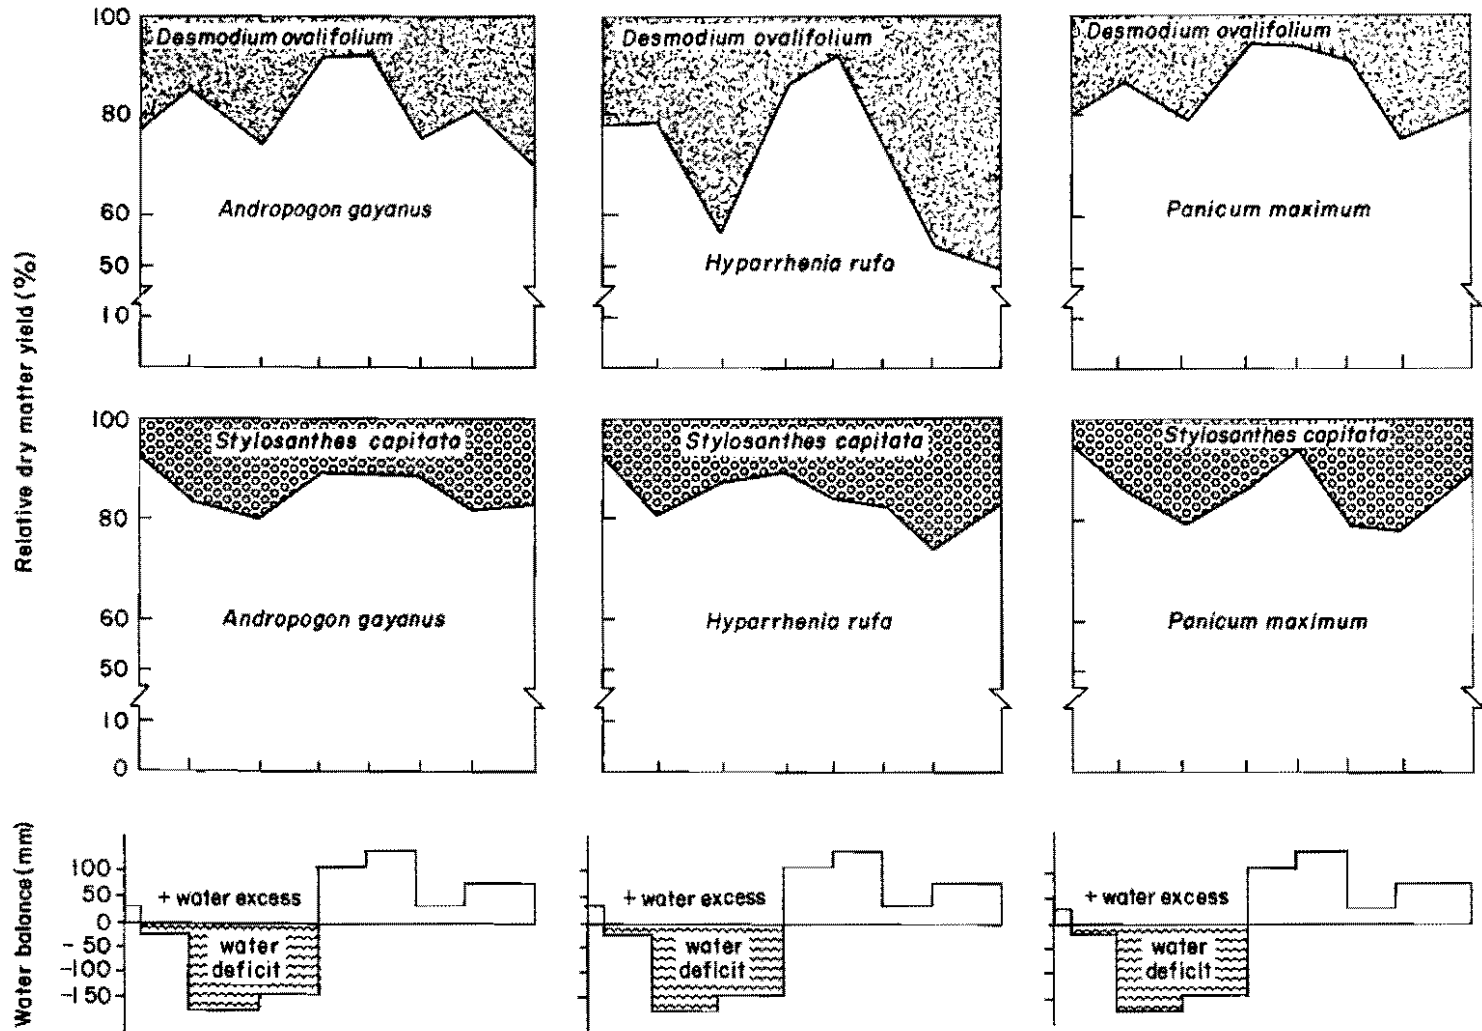 Relative dry matter yield (%)
100
80
60
50
10
Desmodium ovalifolium
Andropogon gayanus
Desmodium ovalifolium
Hyparrhenia rufa
Desmodium ovalifolium
Panicum maximum
100
80
60
50
10
0
Stylosanthes capitata
Andropogon gayanus
Stylosanthes capitata
Hyparrhenia rufa
Stylosanthes capitata
Panicum maximum
Water balance (mm)
100
50
0
- 50
-100
-150
+ water excess
water
deficit
+ water excess
water
deficit
+ water excess
water
deficit